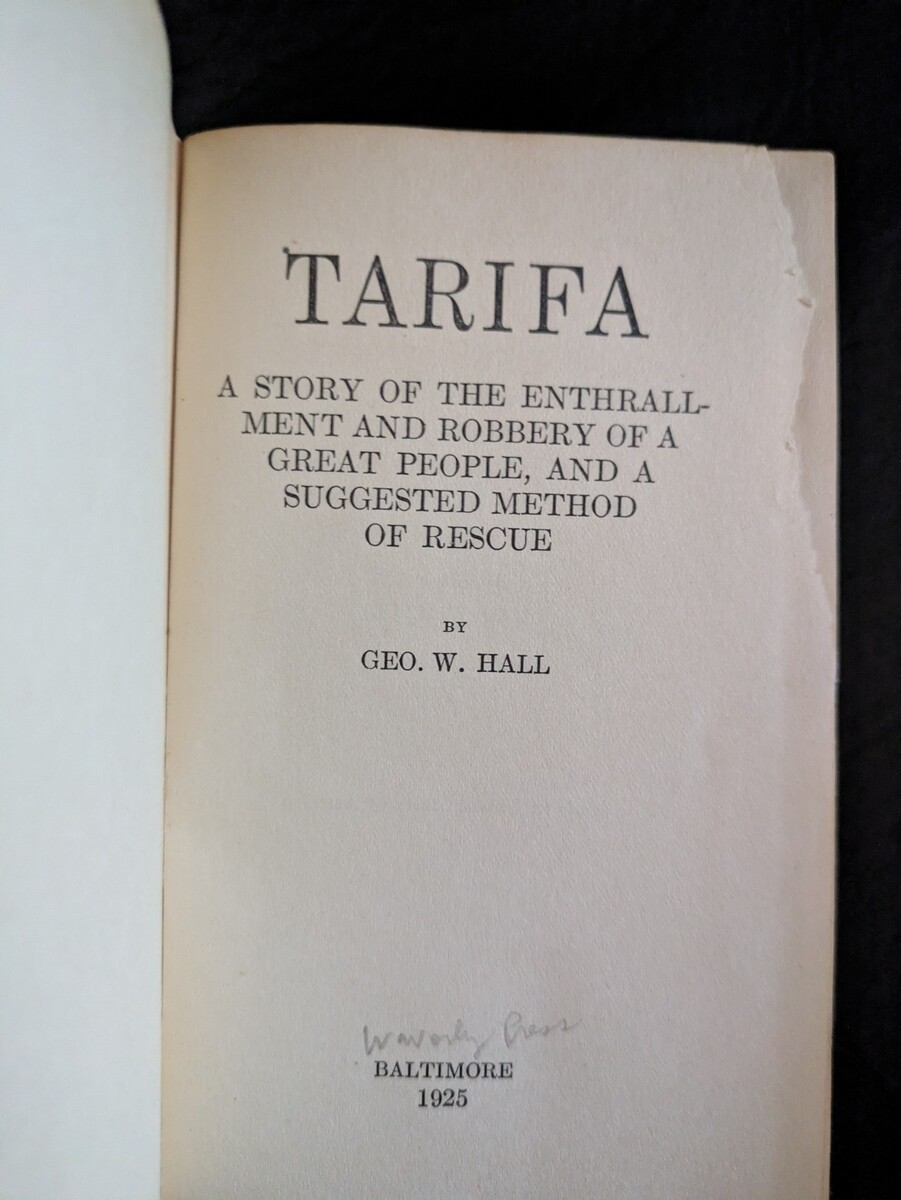 TARIFA
A STORY OF THE ENTHRALL-
MENT AND ROBBERY OF A
GREAT PEOPLE, AND A
SUGGESTED METHOD
OF RESCUE
BY
GEO. W. HALL
Waverly Press
BALTIMORE
1925